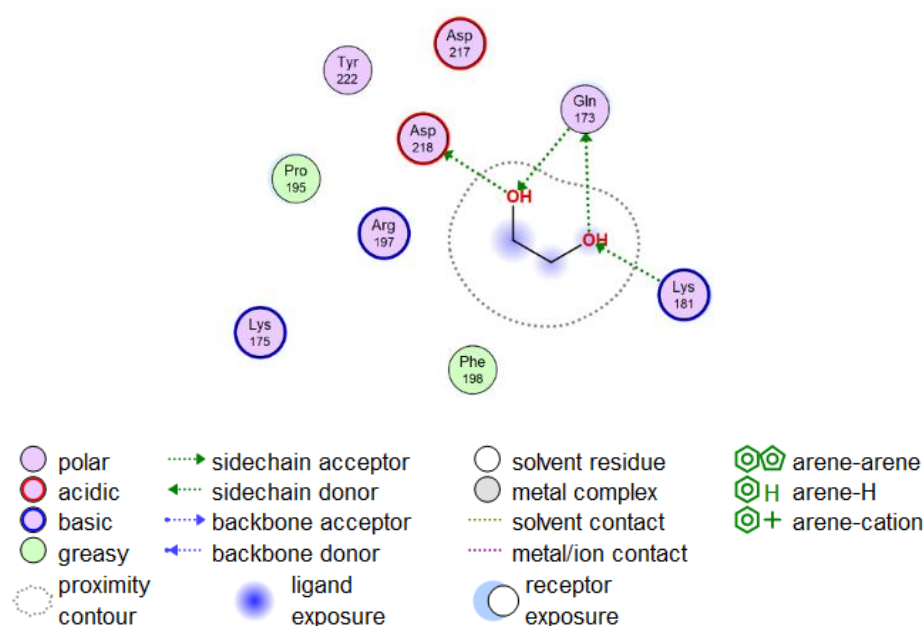 Asp
217
Tyr
222
Gln
173
Asp
218
Pro
195
OH
Arg
197
OH
Lys
181
Lys
175
Phe
198
polar
sidechain acceptor
solvent residue
arene-arene
acidic
sidechain donor
metal complex
H arene-H
basic
backbone acceptor
solvent contact
+ arene-cation
greasy
backbone donor
metal/ion contact
proximity
contour
ligand
exposure
receptor
exposure